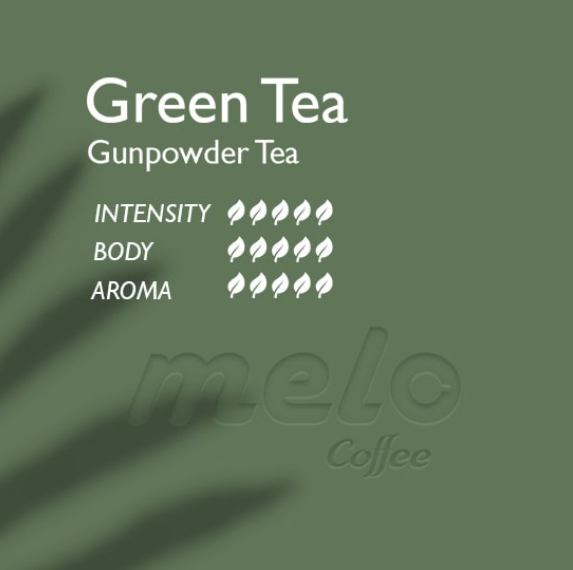 Green Tea
Gunpowder Tea
INTENSITY
BODY
AROMA
melo
Coffee